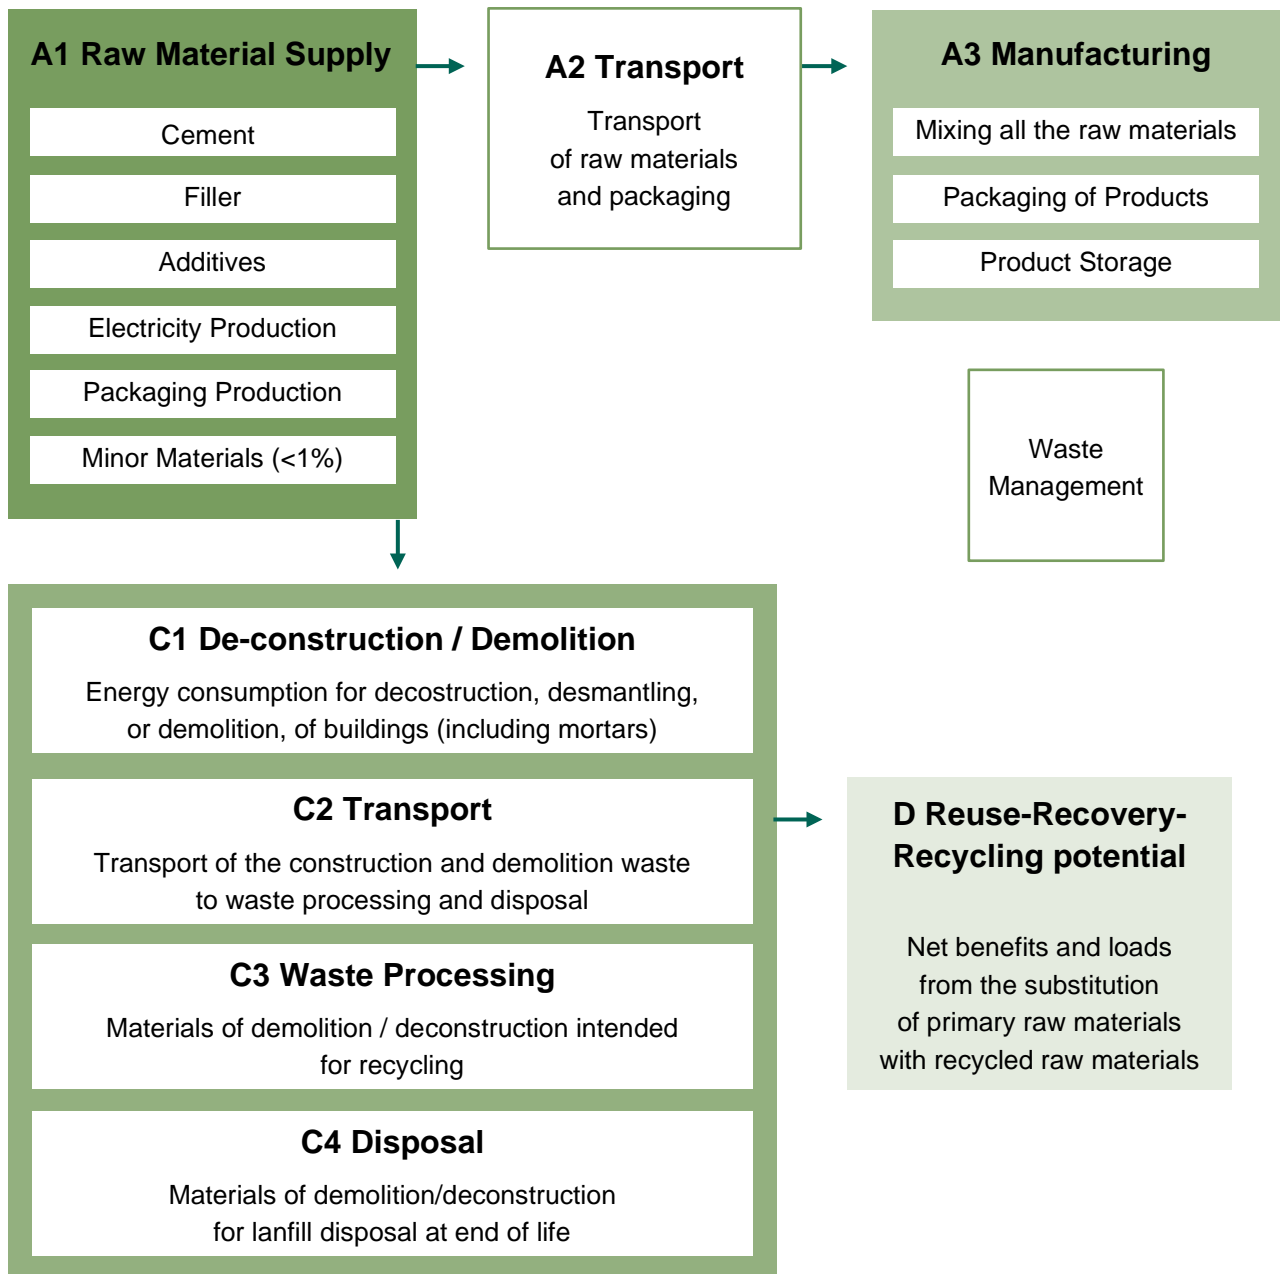 A1 Raw Material Supply
Cement
Filler
Additives
Electricity Production
Packaging Production
Minor Materials (<1%)
A2 Transport
Transport
of raw materials
and packaging
A3 Manufacturing
Mixing all the raw materials
Packaging of Products
Product Storage
Waste
Management
C1 De-construction / Demolition
Energy consumption for decostruction, desmantling,
or demolition, of buildings (including mortars)
C2 Transport
Transport of the construction and demolition waste
to waste processing and disposal
C3 Waste Processing
Materials of demolition / deconstruction intended
for recycling
C4 Disposal
Materials of demolition/deconstruction
for lanfill disposal at end of life
D Reuse-Recovery-
Recycling potential
Net benefits and loads
from the substitution
of primary raw materials
with recycled raw materials